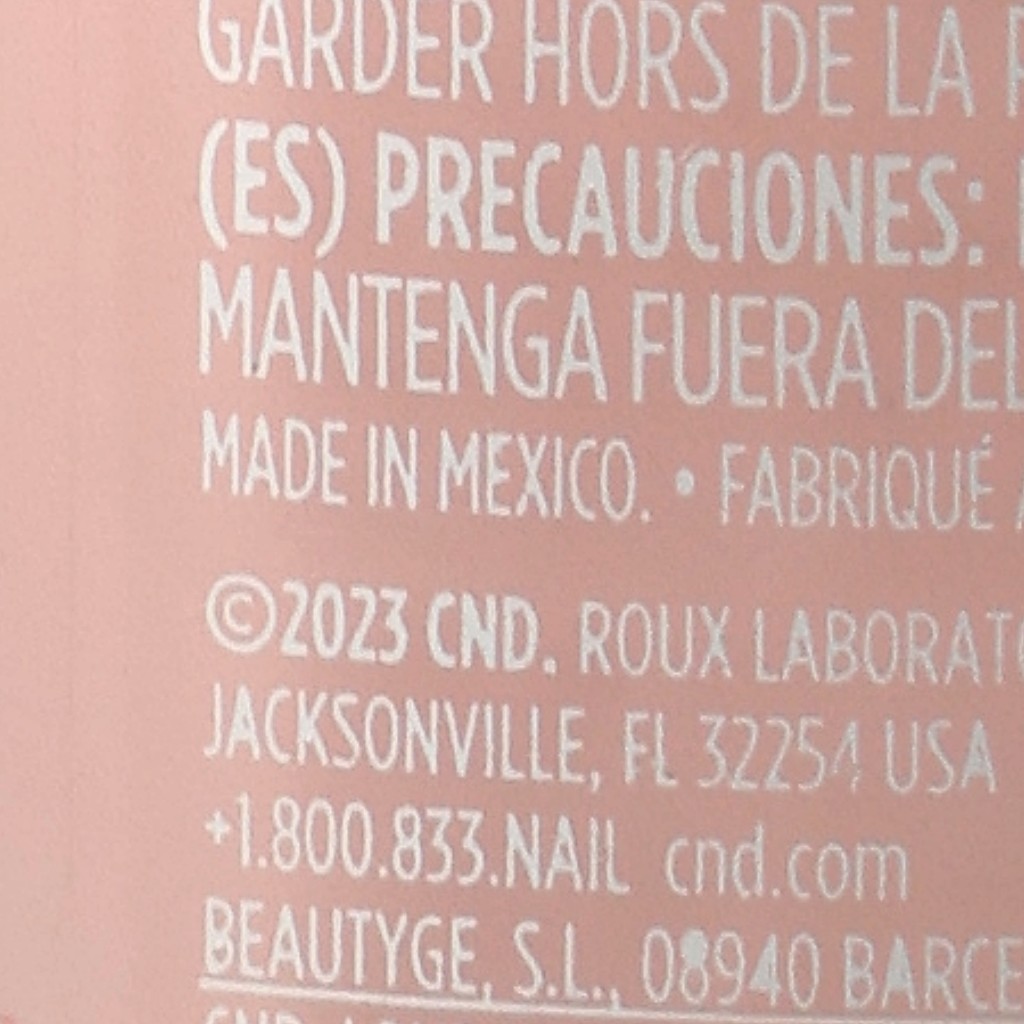 GARDER HORS DE LA
(ES) PRECAUCIONES:
MANTENGA FUERA DEL
MADE IN MEXICO. • FABRIQUÉ
©2023 CND. ROUX LABORATO
JACKSONVILLE, FL 32254 USA
+1.800.833.NAIL cnd.com
BEAUTYGE, S.L., 08940 BARCE